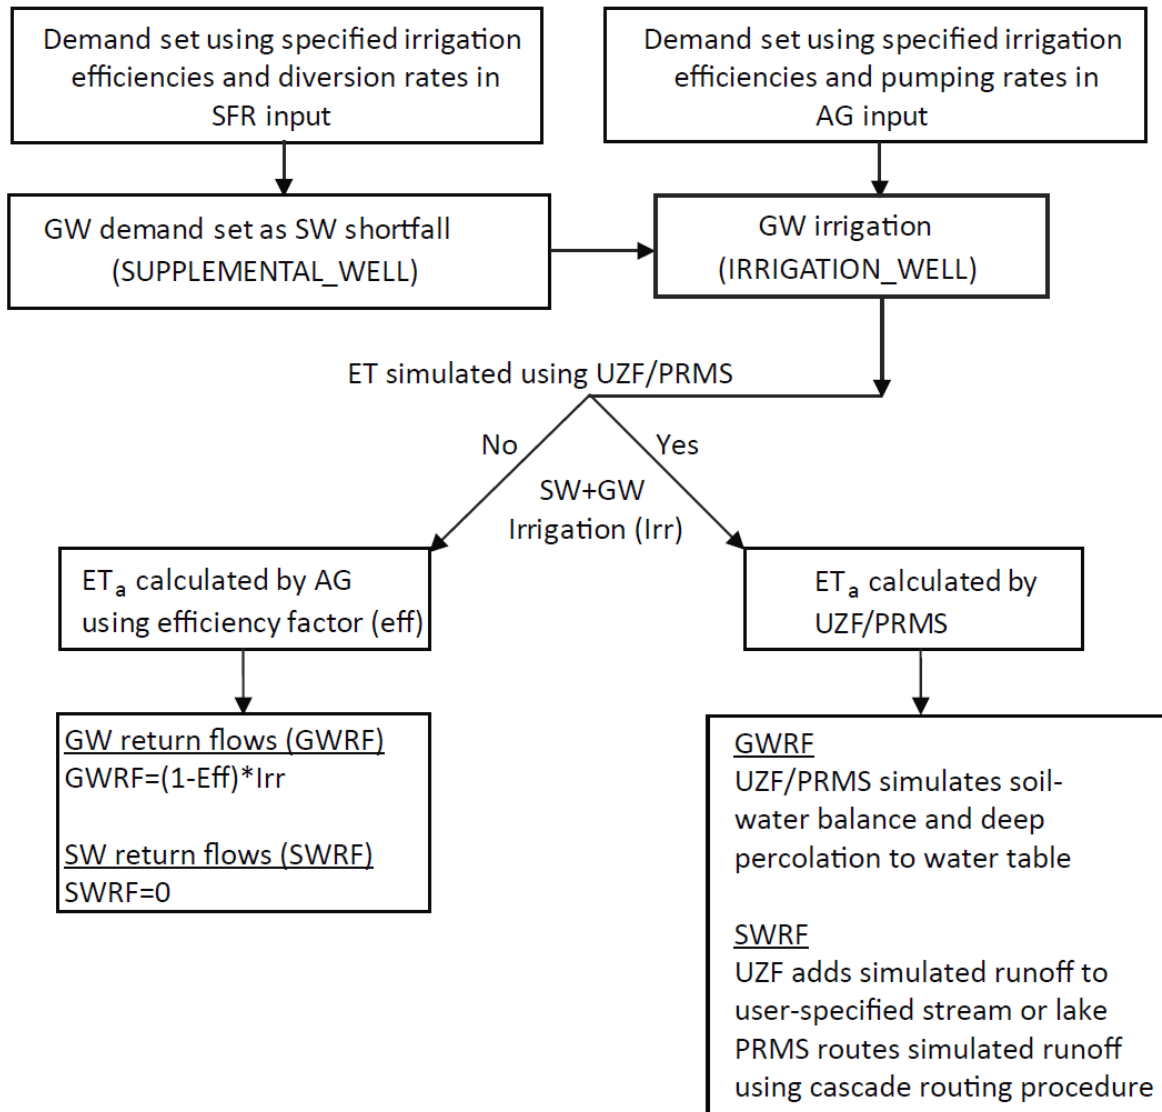 Demand set using specified irrigation
efficiencies and diversion rates in
SFR input
Demand set using specified irrigation
efficiencies and pumping rates in
AG input
GW demand set as SW shortfall
(SUPPLEMENTAL_WELL)
GW irrigation
(IRRIGATION_WELL)
ET simulated using UZF/PRMS
No
Yes
SW+GW
Irrigation (Irr)
ETₐ calculated by AG
using efficiency factor (eff)
ETₐ calculated by
UZF/PRMS
GW return flows (GWRF)
GWRF=(1-Eff)*Irr
SW return flows (SWRF)
SWRF=0
GWRF
UZF/PRMS simulates soil-
water balance and deep
percolation to water table
SWRF
UZF adds simulated runoff to
user-specified stream or lake
PRMS routes simulated runoff
using cascade routing procedure